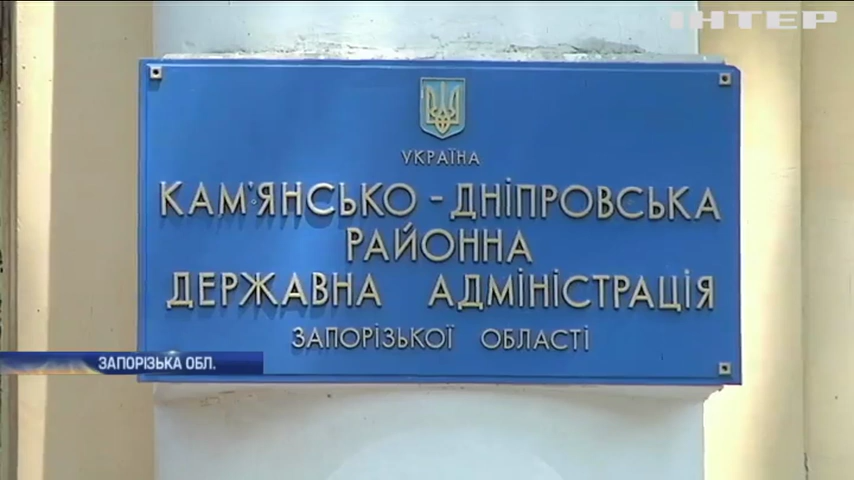 ІНТЕР
УКРАЇНА
КАМ'ЯНСЬКО - ДНІПРОВСЬКА
РАЙОННА
ДЕРЖАВНА АДМІНІСТРАЦІЯ
ЗАПОРІЗЬКОЇ ОБЛАСТІ
ЗАПОРІЗЬКА ОБЛ.